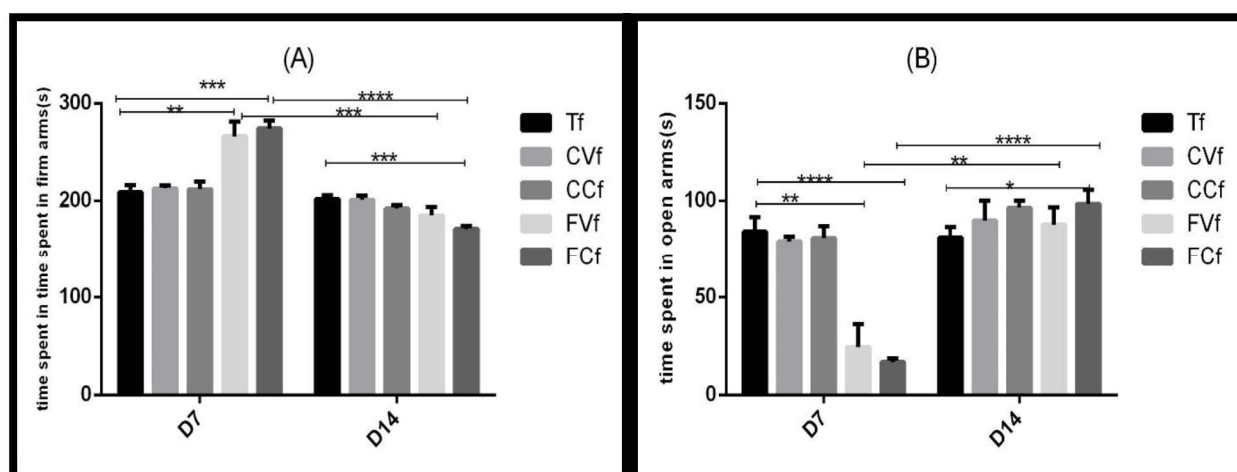 (A)
time spent in time spent in firm arms(s)
300
200
100
0
***
**
****
***
***
D7
D14
Tf
CVf
CCf
FVf
FCf
(B)
time spent in open arms(s)
150
100
50
0
****
**
****
**
*
D7
D14
Tf
CVf
CCf
FVf
FCf